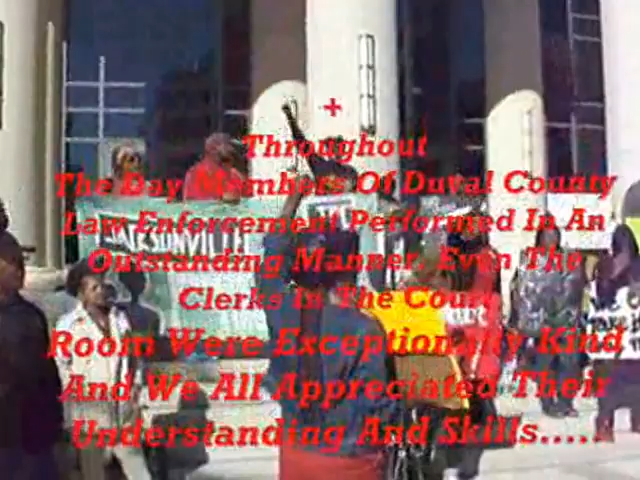 +
Throughout
The Day Members Of Duval County
JACKSONVILLE
Law Enforcement Performed In An
Outstanding Manner. Even The
Clerks In The Court
Room Were Exceptionally Kind
And We All Appreciated Their
Understanding And Skills.....